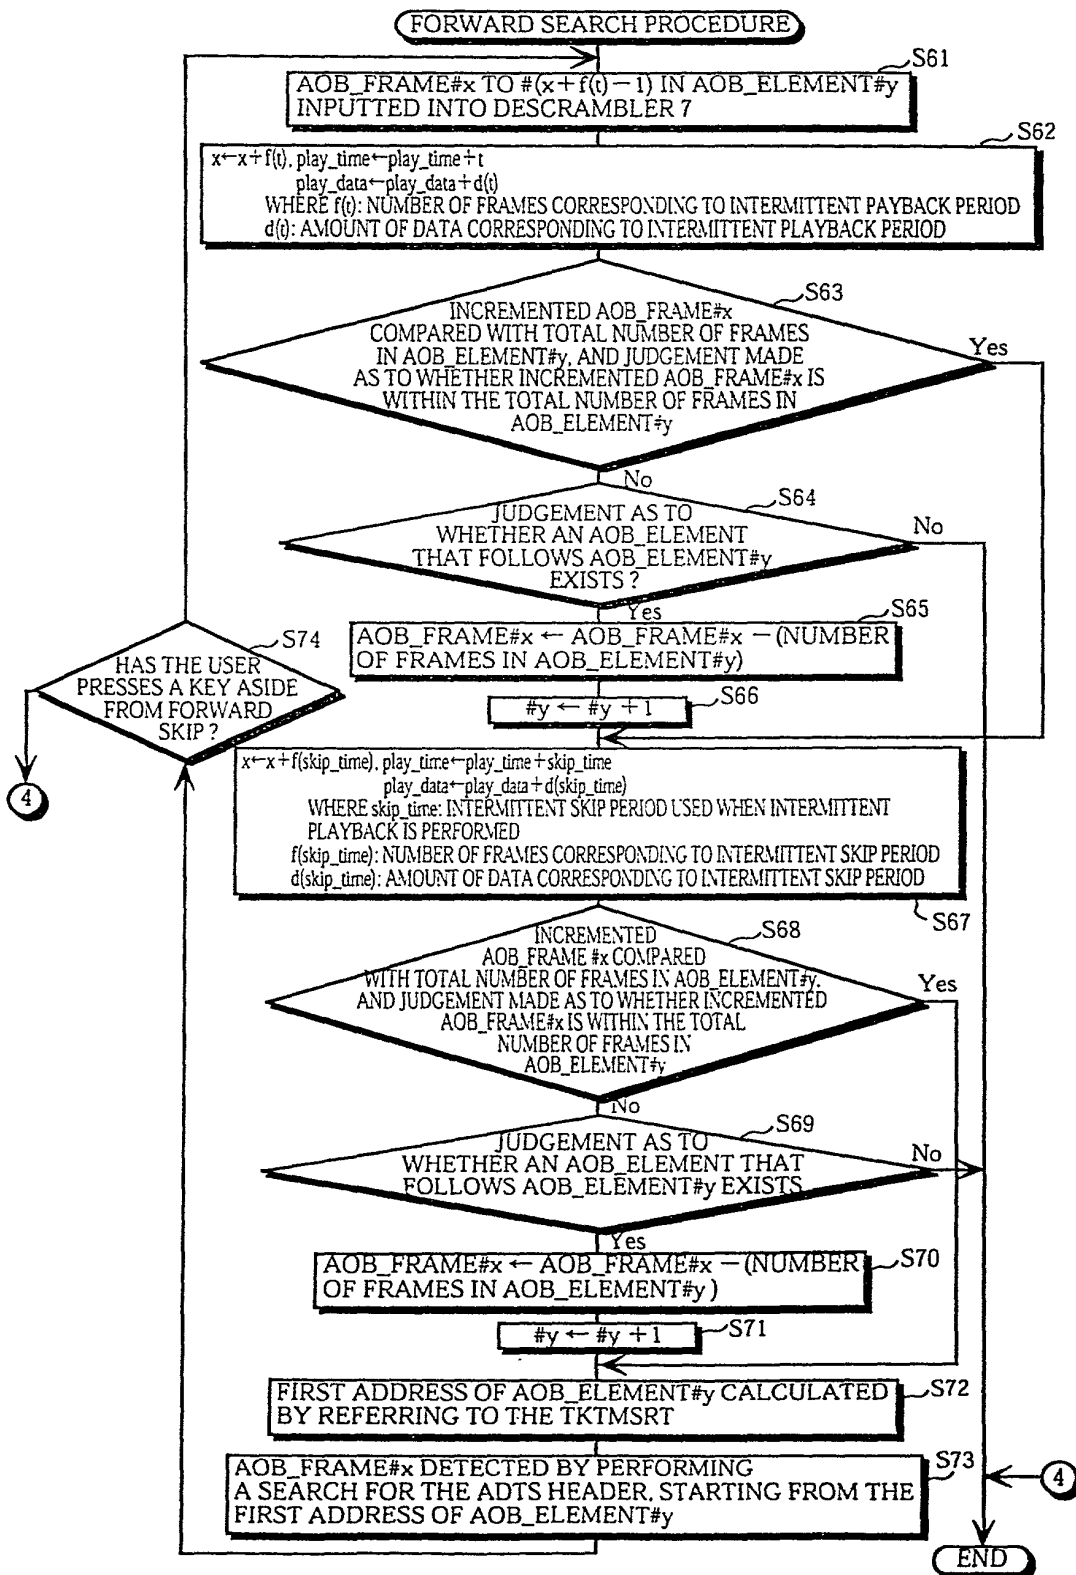 FORWARD SEARCH PROCEDURE
S61
AOB_FRAME#x TO #(x+f(t)−1) IN AOB_ELEMENT#y
INPUTTED INTO DESCRAMBLER 7
S62
x←x+f(t), play_time←play_time+t
play_data←play_data+d(t)
WHERE f(t): NUMBER OF FRAMES CORRESPONDING TO INTERMITTENT PAYBACK PERIOD
d(t): AMOUNT OF DATA CORRESPONDING TO INTERMITTENT PLAYBACK PERIOD
S63
INCREMENTED AOB_FRAME#x
COMPARED WITH TOTAL NUMBER OF FRAMES
IN AOB_ELEMENT#y, AND JUDGEMENT MADE
AS TO WHETHER INCREMENTED AOB_FRAME#x IS
WITHIN THE TOTAL NUMBER OF FRAMES IN
AOB_ELEMENT#y
Yes
No
S64
JUDGEMENT AS TO
WHETHER AN AOB_ELEMENT
THAT FOLLOWS AOB_ELEMENT#y
EXISTS ?
No
Yes
S65
AOB_FRAME#x ← AOB_FRAME#x −(NUMBER
OF FRAMES IN AOB_ELEMENT#y)
S66
#y ← #y +1
S74
HAS THE USER
PRESSES A KEY ASIDE
FROM FORWARD
SKIP ?
4
x←x+f(skip_time), play_time←play_time+skip_time
play_data←play_data+d(skip_time)
WHERE skip_time: INTERMITTENT SKIP PERIOD USED WHEN INTERMITTENT
PLAYBACK IS PERFORMED
f(skip_time): NUMBER OF FRAMES CORRESPONDING TO INTERMITTENT SKIP PERIOD
d(skip_time): AMOUNT OF DATA CORRESPONDING TO INTERMITTENT SKIP PERIOD
S67
S68
INCREMENTED
AOB_FRAME #x COMPARED
WITH TOTAL NUMBER OF FRAMES IN AOB_ELEMENT#y,
AND JUDGEMENT MADE AS TO WHETHER INCREMENTED
AOB_FRAME#x IS WITHIN THE TOTAL
NUMBER OF FRAMES IN
AOB_ELEMENT#y
Yes
No
S69
JUDGEMENT AS TO
WHETHER AN AOB_ELEMENT THAT
FOLLOWS AOB_ELEMENT#y EXISTS
No
Yes
S70
AOB_FRAME#x ← AOB_FRAME#x −(NUMBER
OF FRAMES IN AOB_ELEMENT#y )
S71
#y ← #y +1
S72
FIRST ADDRESS OF AOB_ELEMENT#y CALCULATED
BY REFERRING TO THE TKTMSRT
S73
AOB_FRAME#x DETECTED BY PERFORMING
A SEARCH FOR THE ADTS HEADER, STARTING FROM THE
FIRST ADDRESS OF AOB_ELEMENT#y
4
END